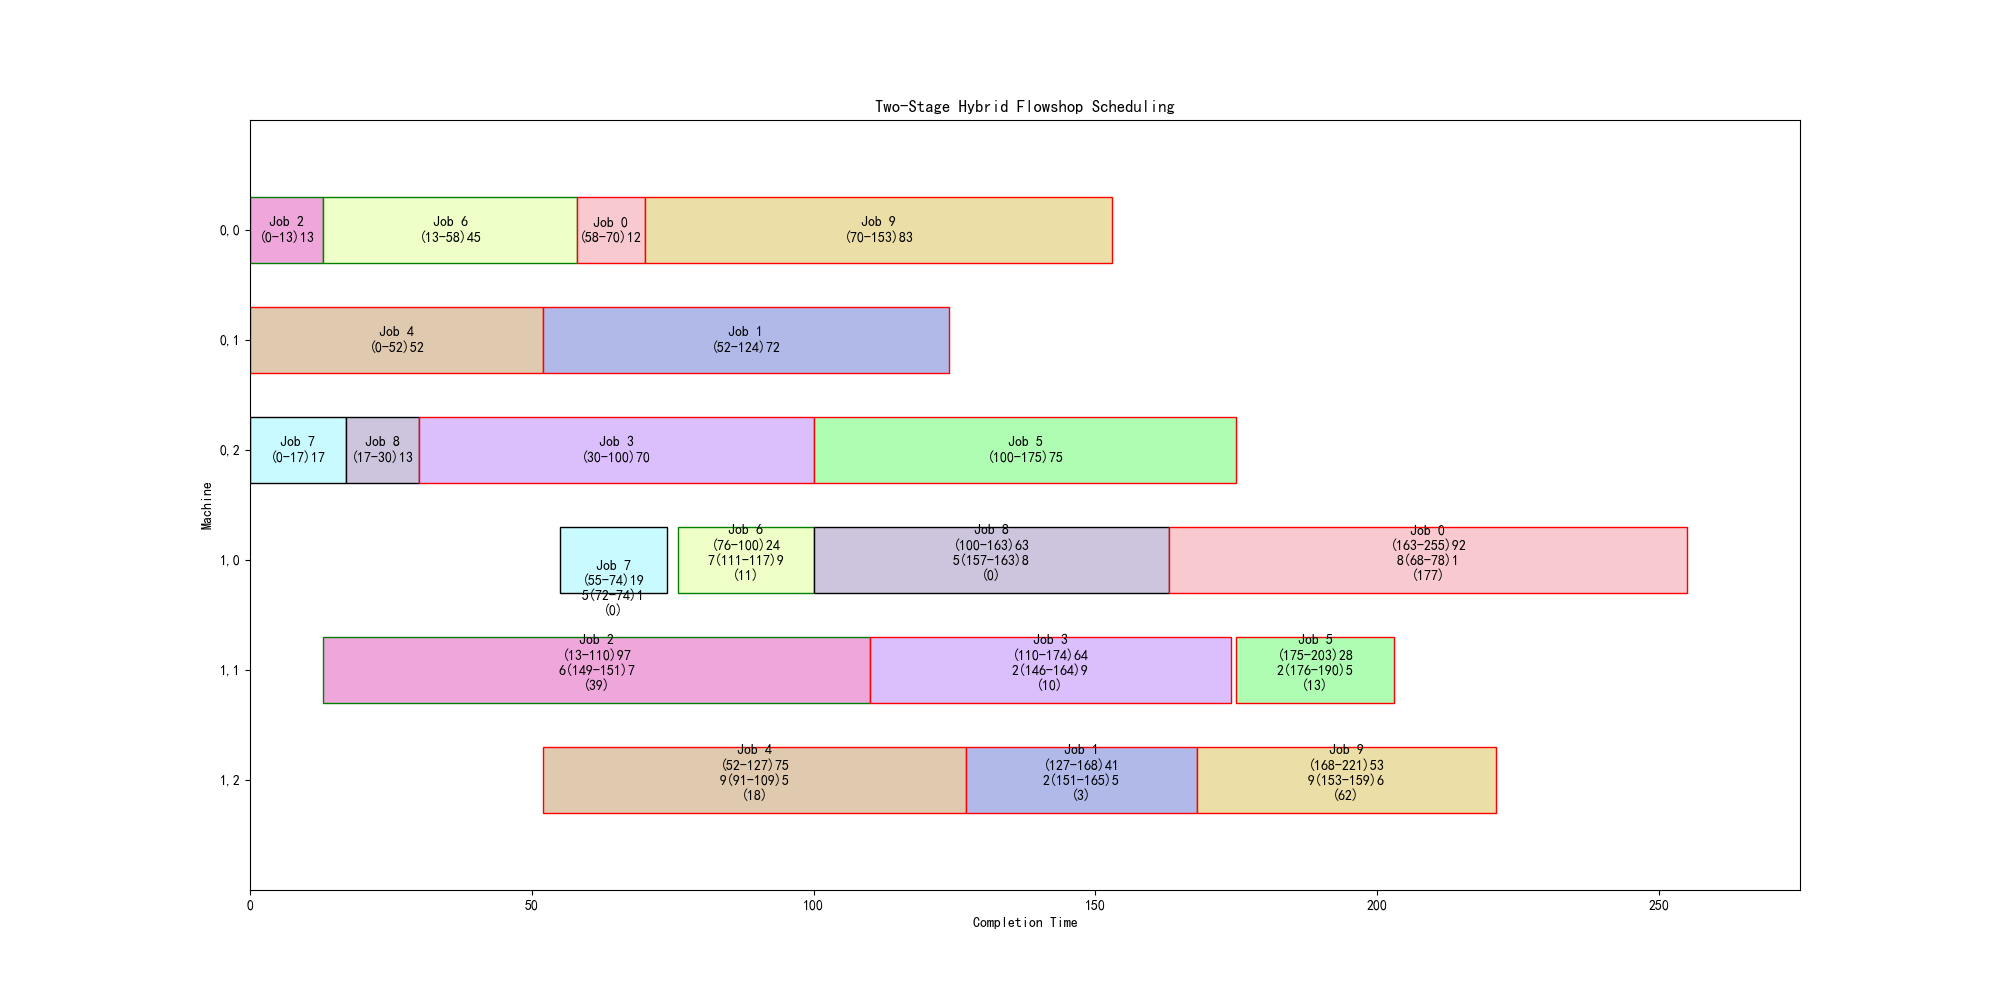 Two-Stage Hybrid Flowshop Scheduling
Machine
0,0
Job 2
(0-13)13
Job 6
(13-58)45
Job 0
(58-70)12
Job 9
(70-153)83
0,1
Job 4
(0-52)52
Job 1
(52-124)72
0,2
Job 7
(0-17)17
Job 8
(17-30)13
Job 3
(30-100)70
Job 5
(100-175)75
1,0
Job 7
(55-74)19
5(72-74)1
(0)
Job 6
(76-100)24
7(111-117)9
(11)
Job 8
(100-163)63
5(157-163)8
(0)
Job 0
(163-255)92
8(68-78)1
(177)
1,1
Job 2
(13-110)97
6(149-151)7
(39)
Job 3
(110-174)64
2(146-164)9
(10)
Job 5
(175-203)28
2(176-190)5
(13)
1,2
Job 4
(52-127)75
9(91-109)5
(18)
Job 1
(127-168)41
2(151-165)5
(3)
Job 9
(168-221)53
9(153-159)6
(62)
0
50
100
150
200
250
Completion Time